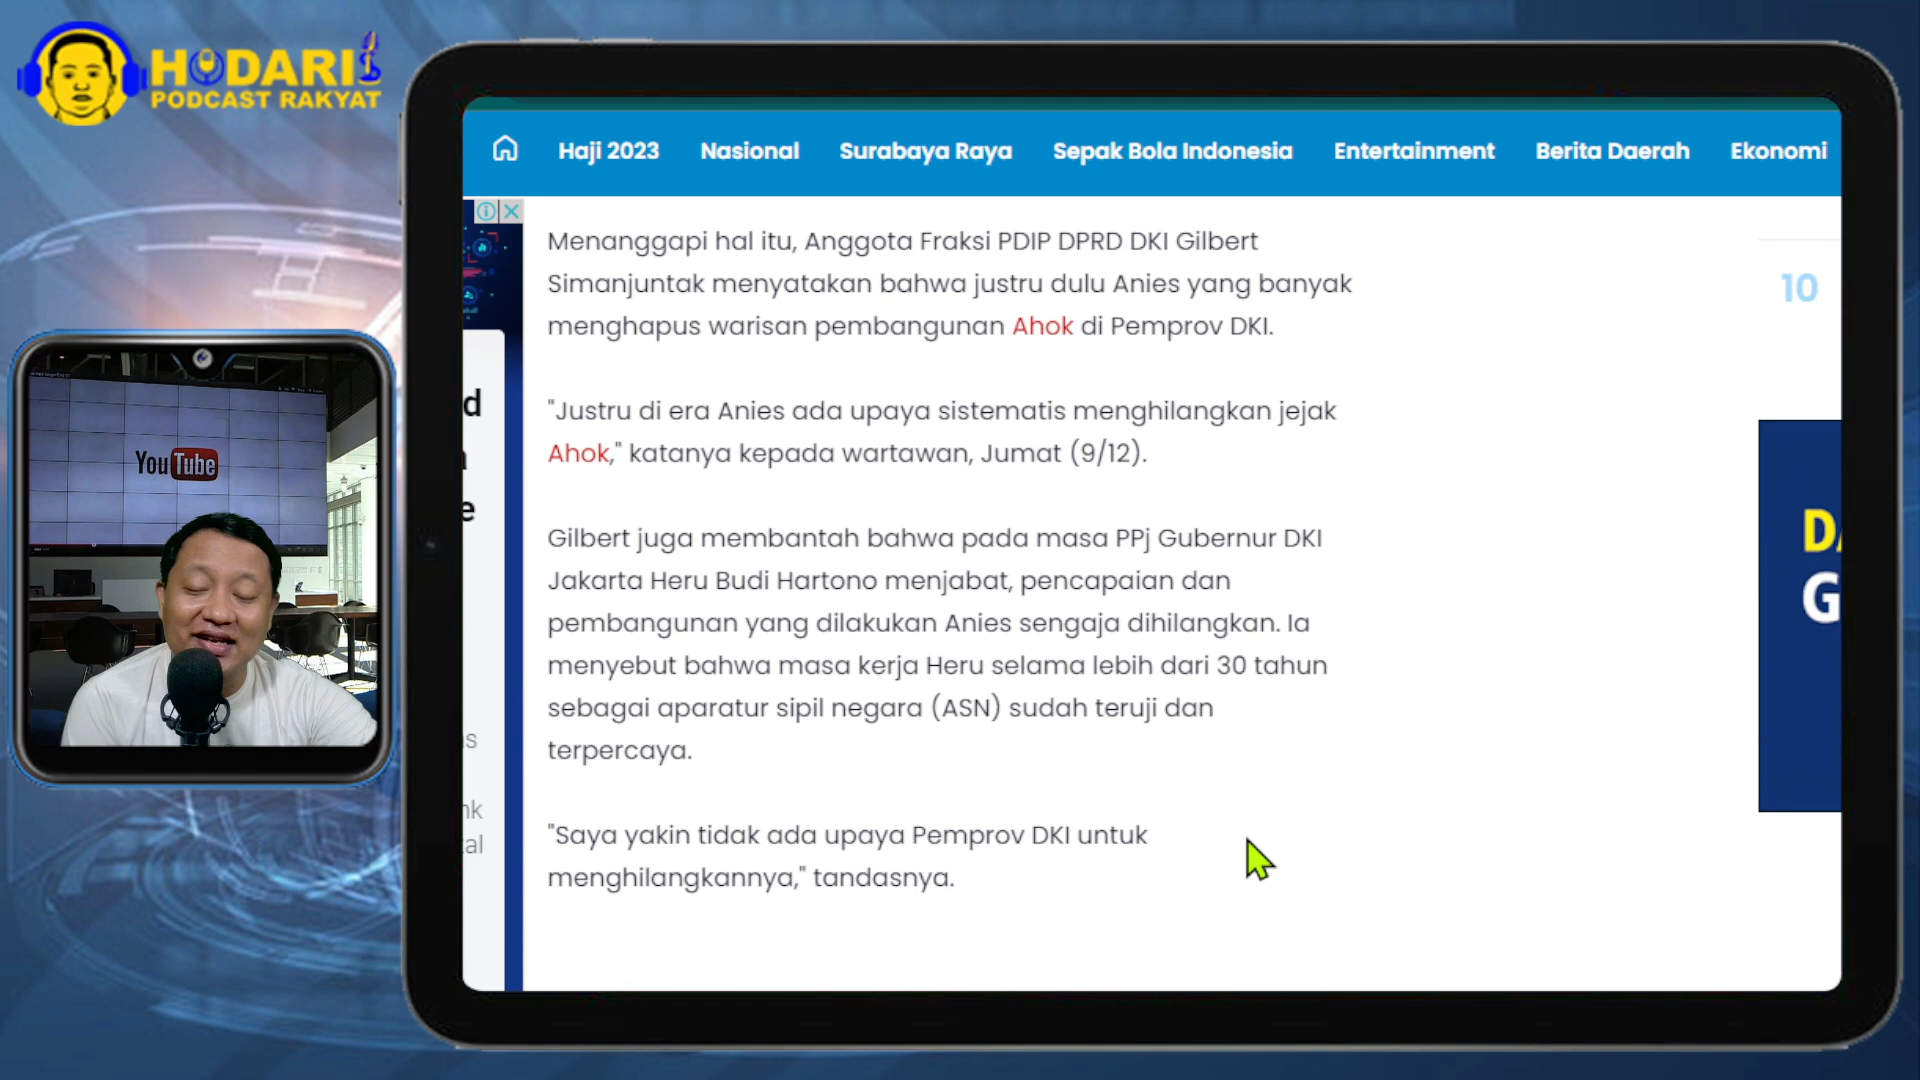 HODARI
PODCAST RAKYAT
YouTube
Haji 2023 Nasional Surabaya Raya Sepak Bola Indonesia Entertainment Berita Daerah Ekonomi
Menanggapi hal itu, Anggota Fraksi PDIP DPRD DKI Gilbert
Simanjuntak menyatakan bahwa justru dulu Anies yang banyak
menghapus warisan pembangunan Ahok di Pemprov DKI.
"Justru di era Anies ada upaya sistematis menghilangkan jejak
Ahok," katanya kepada wartawan, Jumat (9/12).
Gilbert juga membantah bahwa pada masa PPj Gubernur DKI
Jakarta Heru Budi Hartono menjabat, pencapaian dan
pembangunan yang dilakukan Anies sengaja dihilangkan. Ia
menyebut bahwa masa kerja Heru selama lebih dari 30 tahun
sebagai aparatur sipil negara (ASN) sudah teruji dan
terpercaya.
"Saya yakin tidak ada upaya Pemprov DKI untuk
menghilangkannya," tandasnya.
10